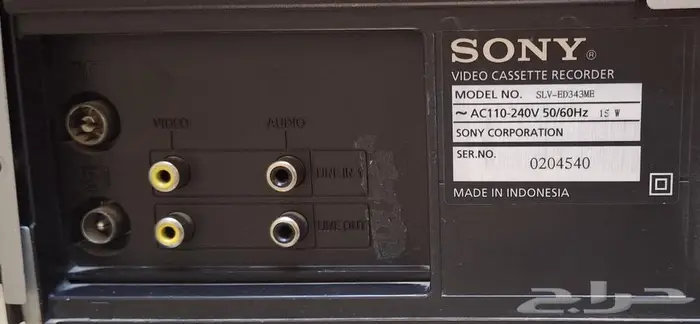 VIDEO
AUDIO
LINE IN 1
LINE OUT
SONY®
VIDEO CASSETTE RECORDER
MODEL NO. SLV-ED343ME
~ AC110-240V 50/60Hz 15 W
SONY CORPORATION
SER.NO. 0204540
MADE IN INDONESIA
حراج